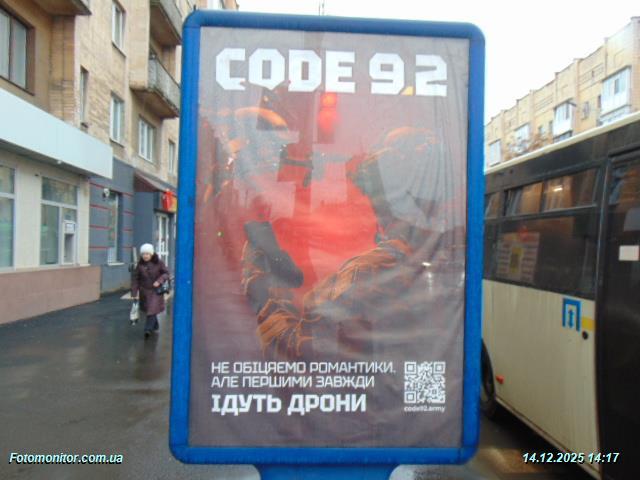 CODE 9.2
НЕ ОБІЦЯЄМО РОМАНТИКИ.
АЛЕ ПЕРШИМИ ЗАВЖДИ
ІДУТЬ ДРОНИ
code92.army
Fotomonitor.com.ua
14.12.2025 14:17